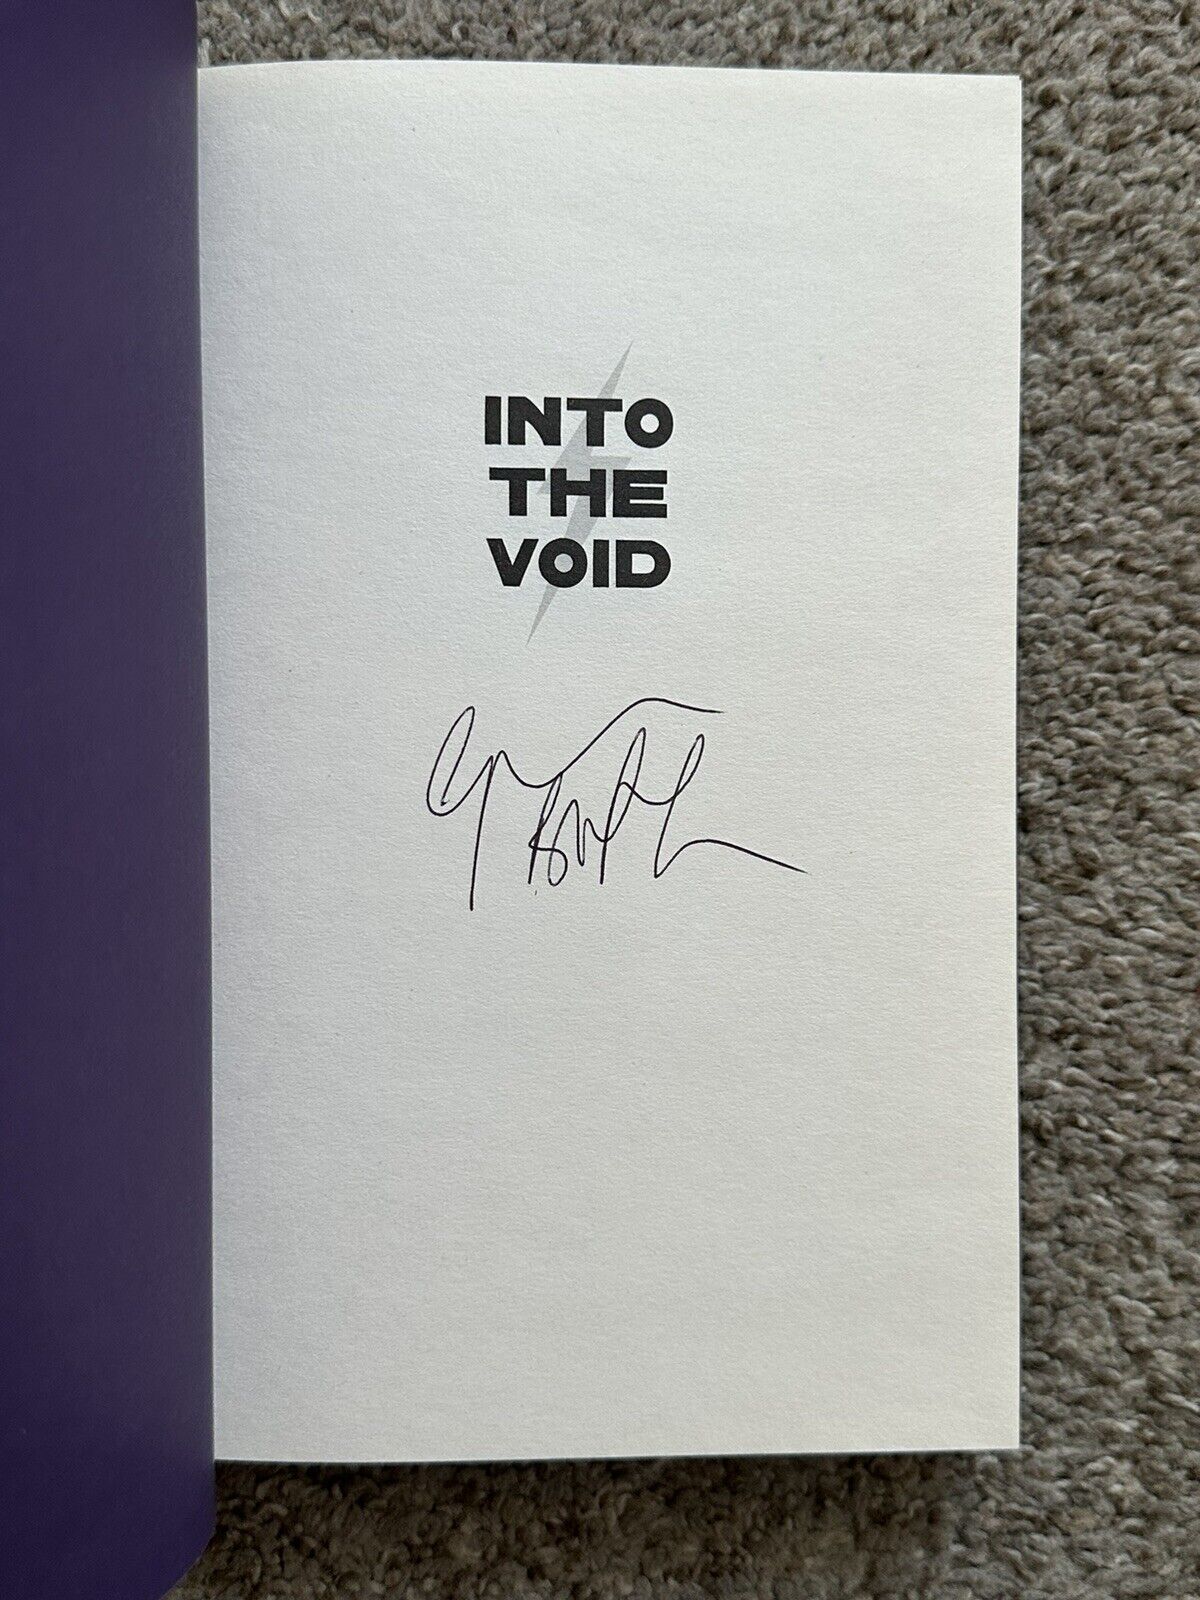 INTO
THE
VOID